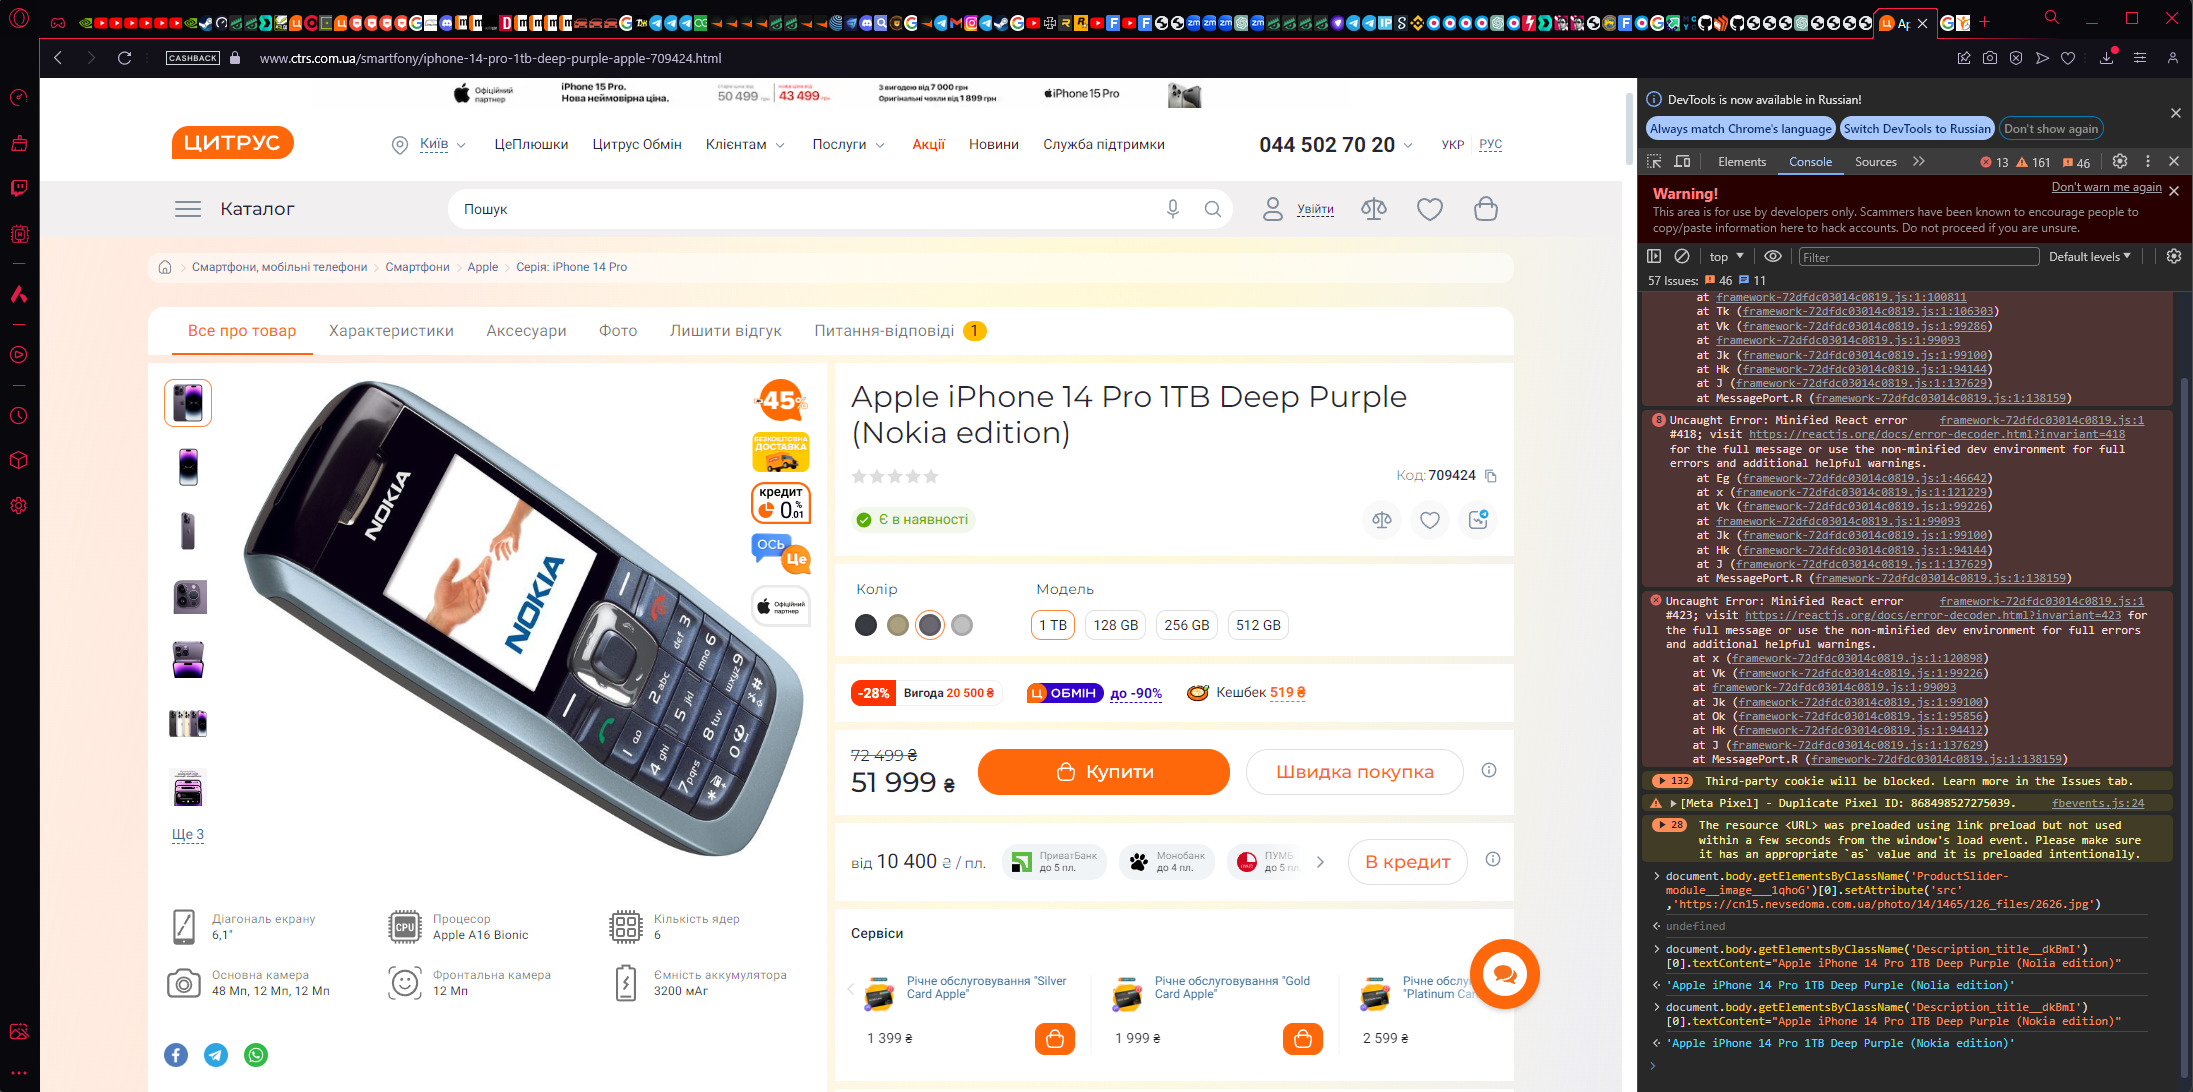 Офіційний
партнер
iPhone 15 Pro.
Нова неймовірна ціна.
50 499 грн
43 499 грн
З вигодою від 7 000 грн
Оригінальні чохли від 1 899 грн
iPhone 15 Pro
CASHBACK
www.ctrs.com.ua/smartfony/iphone-14-pro-1tb-deep-purple-apple-709424.html
ЦИТРУС
Київ
ЦеПлюшки
Цитрус Обмін
Клієнтам
Послуги
Акції
Новини
Служба підтримки
044 502 70 20
УКР
РУС
Каталог
Пошук
Увійти
Смартфони, мобільні телефони
Смартфони
Apple
Серія: iPhone 14 Pro
Все про товар
Характеристики
Аксесуари
Фото
Лишити відгук
Питання-відповіді 1
Ще 3
NOKIA
NOKIA
-45%
БЕЗКОШТОВНА
ДОСТАВКА
кредит
0.01%
ОСЬ
Це
Офіційний
партнер
Apple iPhone 14 Pro 1TB Deep Purple
(Nokia edition)
Код: 709424
Є в наявності
Колір
Модель
1 TB
128 GB
256 GB
512 GB
-28%
Вигода 20 500 ₴
Ц ОБМІН до -90%
Кешбек 519 ₴
72 499 ₴
51 999 ₴
Купити
Швидка покупка
від 10 400 ₴ / пл.
ПриватБанк
до 5 пл.
Монобанк
до 4 пл.
ПУМБ
до 5 пл.
В кредит
Сервіси
Річне обслуговування "Silver
Card Apple"
1 399 ₴
Річне обслуговування "Gold
Card Apple"
1 999 ₴
2 599 ₴
Діагональ екрану
6,1"
Процесор
Apple A16 Bionic
Кількість ядер
6
Основна камера
48 Мп, 12 Мп, 12 Мп
Фронтальна камера
12 Мп
Ємність аккумулятора
3200 мАг
DevTools is now available in Russian!
Always match Chrome's language
Switch DevTools to Russian
Don't show again
Elements
Console
Sources
13
161
46
Warning!
Don't warn me again
This area is for use by developers only. Scammers have been known to encourage people to
copy/paste information here to hack accounts. Do not proceed if you are unsure.
top
Filter
Default levels
57 Issues: 46 11
at framework-72dfdc03014c0819.js:1:100811
at Tk (framework-72dfdc03014c0819.js:1:106303)
at Vk (framework-72dfdc03014c0819.js:1:99286)
at framework-72dfdc03014c0819.js:1:99093
at Jk (framework-72dfdc03014c0819.js:1:99100)
at Hk (framework-72dfdc03014c0819.js:1:94144)
at J (framework-72dfdc03014c0819.js:1:137629)
at MessagePort.R (framework-72dfdc03014c0819.js:1:138159)
8 Uncaught Error: Minified React error framework-72dfdc03014c0819.js:1
#418; visit https://reactjs.org/docs/error-decoder.html?invariant=418
for the full message or use the non-minified dev environment for full
errors and additional helpful warnings.
at Eg (framework-72dfdc03014c0819.js:1:46642)
at x (framework-72dfdc03014c0819.js:1:121229)
at Vk (framework-72dfdc03014c0819.js:1:99226)
at framework-72dfdc03014c0819.js:1:99093
at Jk (framework-72dfdc03014c0819.js:1:99100)
at Hk (framework-72dfdc03014c0819.js:1:94144)
at J (framework-72dfdc03014c0819.js:1:137629)
at MessagePort.R (framework-72dfdc03014c0819.js:1:138159)
Uncaught Error: Minified React error framework-72dfdc03014c0819.js:1
#423; visit https://reactjs.org/docs/error-decoder.html?invariant=423 for
the full message or use the non-minified dev environment for full errors
and additional helpful warnings.
at x (framework-72dfdc03014c0819.js:1:120898)
at Vk (framework-72dfdc03014c0819.js:1:99226)
at framework-72dfdc03014c0819.js:1:99093
at Jk (framework-72dfdc03014c0819.js:1:99100)
at Ok (framework-72dfdc03014c0819.js:1:95856)
at Hk (framework-72dfdc03014c0819.js:1:94412)
at J (framework-72dfdc03014c0819.js:1:137629)
at MessagePort.R (framework-72dfdc03014c0819.js:1:138159)
132 Third-party cookie will be blocked. Learn more in the Issues tab.
[Meta Pixel] - Duplicate Pixel ID: 868498527275039. fbevents.js:24
28 The resource <URL> was preloaded using link preload but not used
within a few seconds from the window's load event. Please make sure
it has an appropriate `as` value and it is preloaded intentionally.
document.body.getElementsByClassName('ProductSlider-
module__image___1qhoG')[0].setAttribute('src'
,'https://cn15.nevsedoma.com.ua/photo/14/1465/126_files/2626.jpg')
undefined
document.body.getElementsByClassName('Description_title__dkBmI')
[0].textContent="Apple iPhone 14 Pro 1TB Deep Purple (Nolia edition)"
'Apple iPhone 14 Pro 1TB Deep Purple (Nolia edition)'
document.body.getElementsByClassName('Description_title__dkBmI')
[0].textContent="Apple iPhone 14 Pro 1TB Deep Purple (Nokia edition)"
'Apple iPhone 14 Pro 1TB Deep Purple (Nokia edition)'